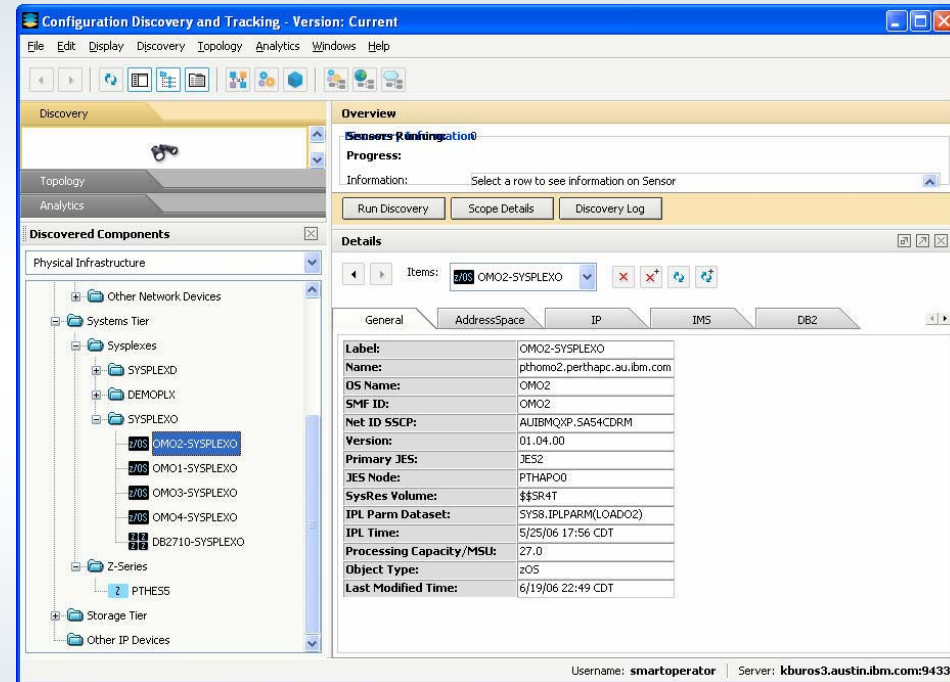 Configuration Discovery and Tracking - Version: Current
File Edit Display Discovery Topology Analytics Windows Help
Discovery
Topology
Analytics
Discovered Components
Physical Infrastructure
Other Network Devices
Systems Tier
Sysplexes
SYSPLEXD
DEMOPLX
SYSPLEXO
z/OS OMO2-SYSPLEXO
z/OS OMO1-SYSPLEXO
z/OS OMO3-SYSPLEXO
z/OS OMO4-SYSPLEXO
DB2710-SYSPLEXO
Z-Series
Z PTHES5
Storage Tier
Other IP Devices
Overview
Sensors Running: 0
Progress:
Information: Select a row to see information on Sensor
Run Discovery Scope Details Discovery Log
Details
Items: z/OS OMO2-SYSPLEXO
General AddressSpace IP IMS DB2
Label: OMO2-SYSPLEXO
Name: pthomo2.perthapc.au.ibm.com
OS Name: OMO2
SMF ID: OMO2
Net ID SSCP: AUIBMQXP.SA54CDRM
Version: 01.04.00
Primary JES: JES2
JES Node: PTHAPO0
SysRes Volume: $$SR4T
IPL Parm Dataset: SYS8.IPLPARM(LOADO2)
IPL Time: 5/25/06 17:56 CDT
Processing Capacity/MSU: 27.0
Object Type: zOS
Last Modified Time: 6/19/06 22:49 CDT
Username: smartoperator Server: kburos3.austin.ibm.com:9433